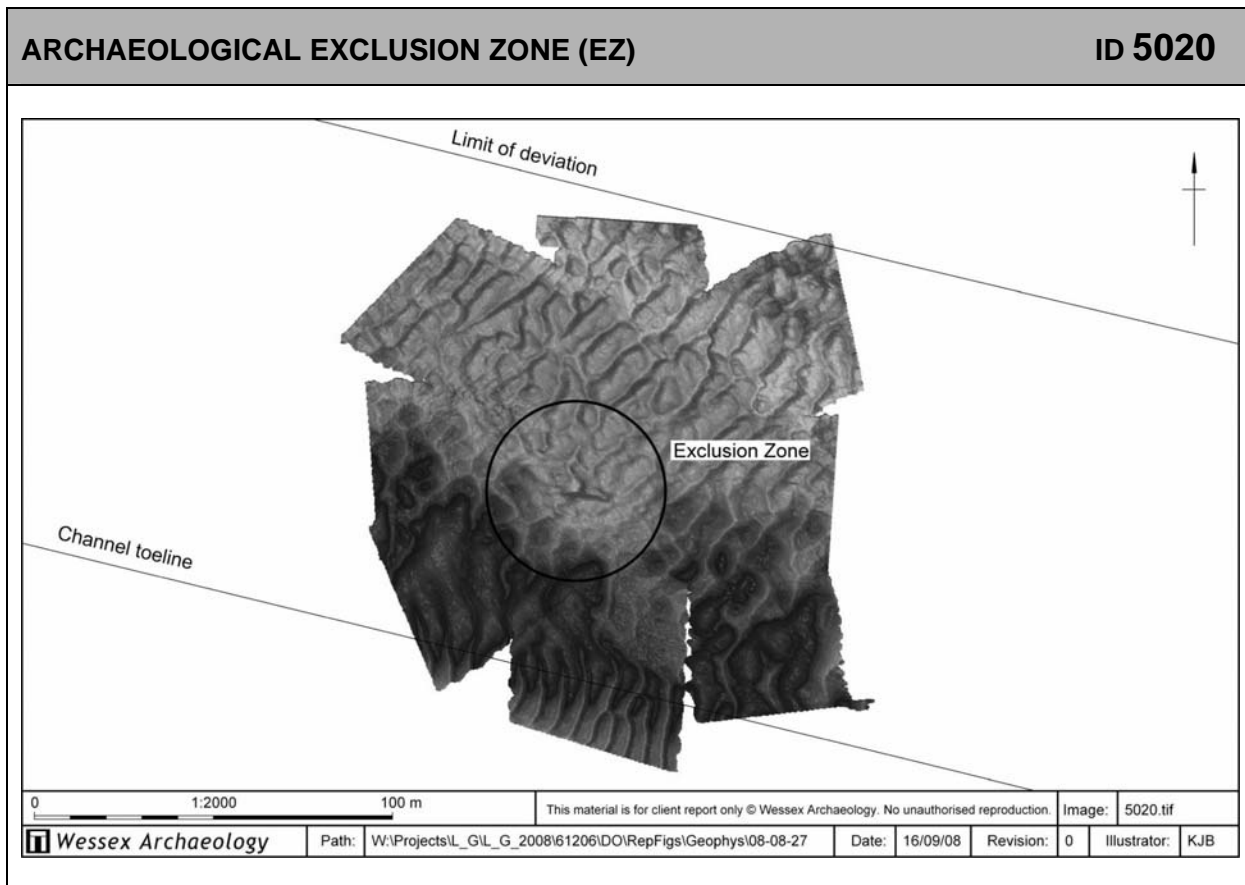 ARCHAEOLOGICAL EXCLUSION ZONE (EZ) ID 5020
Limit of deviation
Exclusion Zone
Channel toeline
0 1:2000 100 m
This material is for client report only © Wessex Archaeology. No unauthorised reproduction.
Image: 5020.tif
Wessex Archaeology
Path: W:\Projects\L_G\L_G_2008\61206\DO\RepFigs\Geophys\08-08-27
Date: 16/09/08
Revision: 0
Illustrator: KJB